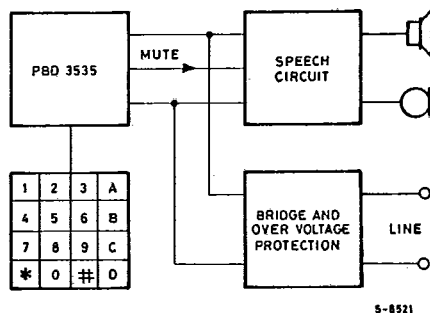 PBD 3535
MUTE
SPEECH
CIRCUIT
1 2 3 A
4 5 6 B
7 8 9 C
* 0 # D
BRIDGE AND
OVER VOLTAGE
PROTECTION
LINE
S-8521